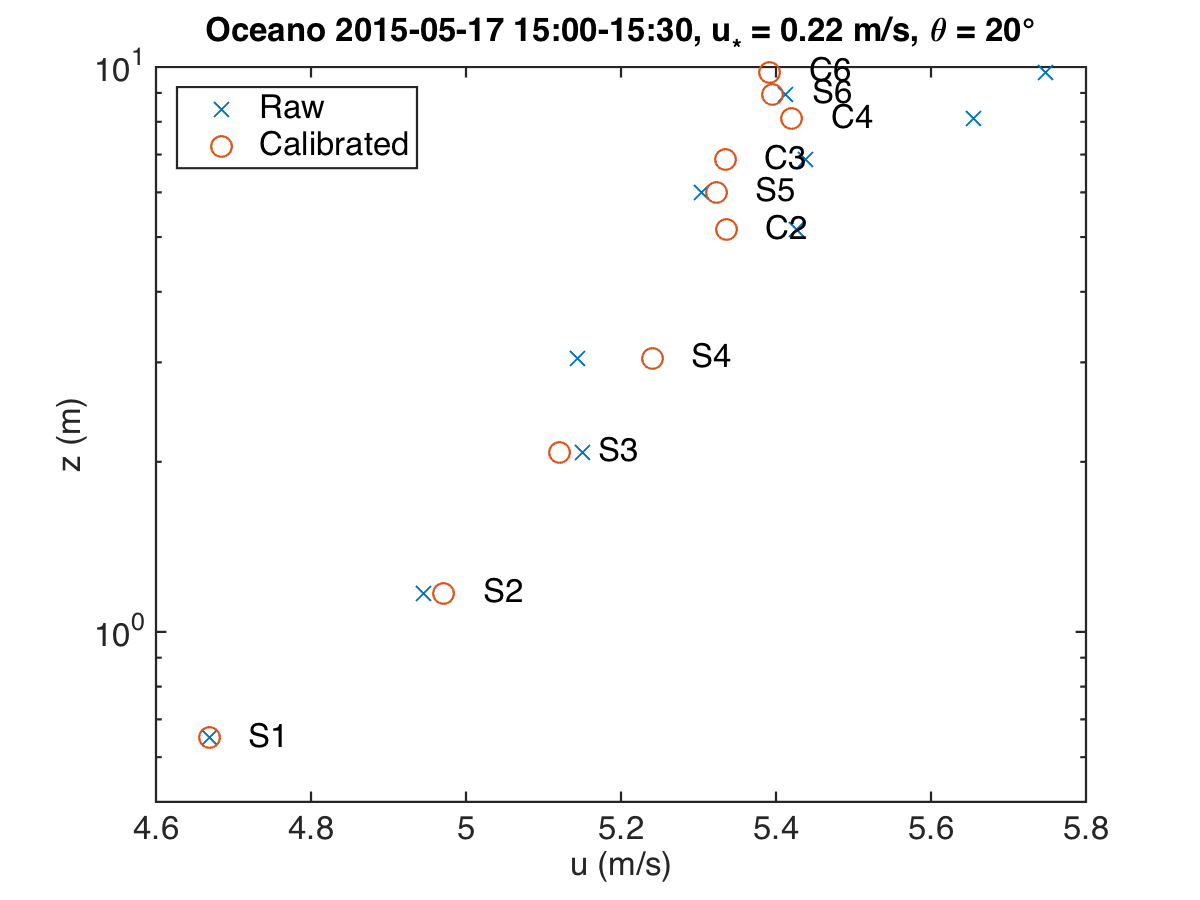 Oceano 2015-05-17 15:00-15:30, u* = 0.22 m/s, θ = 20°
10¹
Raw
Calibrated
C6
S6
C4
C3
S5
C2
S4
z (m)
S3
S2
10⁰
S1
4.6 4.8 5 5.2 5.4 5.6 5.8
u (m/s)